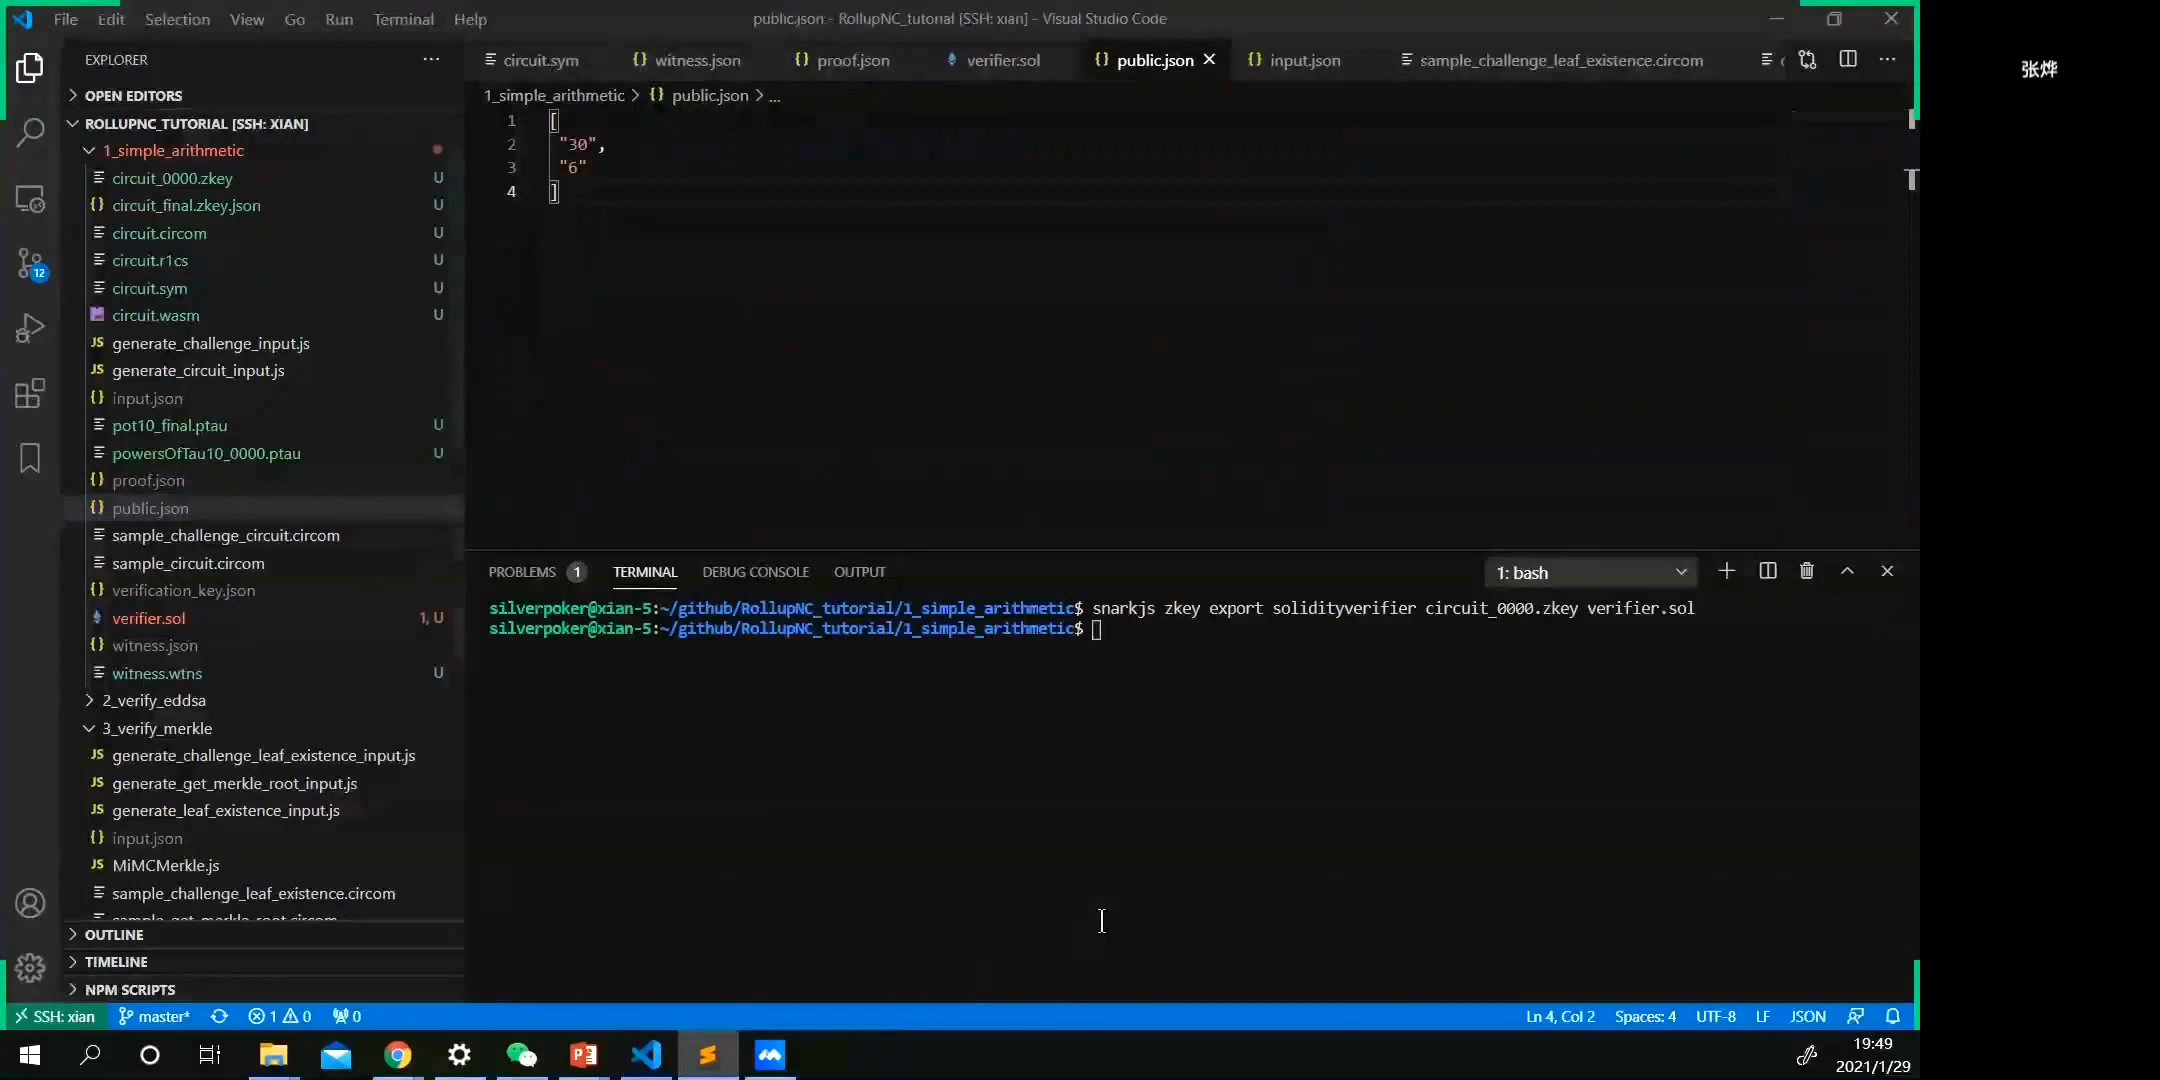 File Edit Selection View Go Run Terminal Help
public.json - RollupNC_tutorial [SSH: xian] - Visual Studio Code
张烨
EXPLORER
circuit.sym witness.json proof.json verifier.sol public.json input.json sample_challenge_leaf_existence.circom
OPEN EDITORS
1_simple_arithmetic > public.json > ...
ROLLUPNC_TUTORIAL [SSH: XIAN]
1 [
2 "30",
3 "6"
4 ]
1_simple_arithmetic
circuit_0000.zkey U
circuit_final.zkey.json U
circuit.circom U
circuit.r1cs U
12
circuit.sym U
circuit.wasm U
generate_challenge_input.js
generate_circuit_input.js
input.json
pot10_final.ptau U
powersOfTau10_0000.ptau U
proof.json
public.json
sample_challenge_circuit.circom
sample_circuit.circom
verification_key.json
verifier.sol 1, U
witness.json
witness.wtns U
2_verify_eddsa
3_verify_merkle
generate_challenge_leaf_existence_input.js
generate_get_merkle_root_input.js
generate_leaf_existence_input.js
input.json
MiMCMerkle.js
sample_challenge_leaf_existence.circom
sample_get_merkle_root.circom
OUTLINE
TIMELINE
NPM SCRIPTS
PROBLEMS 1 TERMINAL DEBUG CONSOLE OUTPUT 1: bash
silverpoker@xian-5:~/github/RollupNC_tutorial/1_simple_arithmetic$ snarkjs zkey export solidityverifier circuit_0000.zkey verifier.sol
silverpoker@xian-5:~/github/RollupNC_tutorial/1_simple_arithmetic$
SSH: xian master* 1 0 0 Ln 4, Col 2 Spaces: 4 UTF-8 LF JSON
19:49
2021/1/29